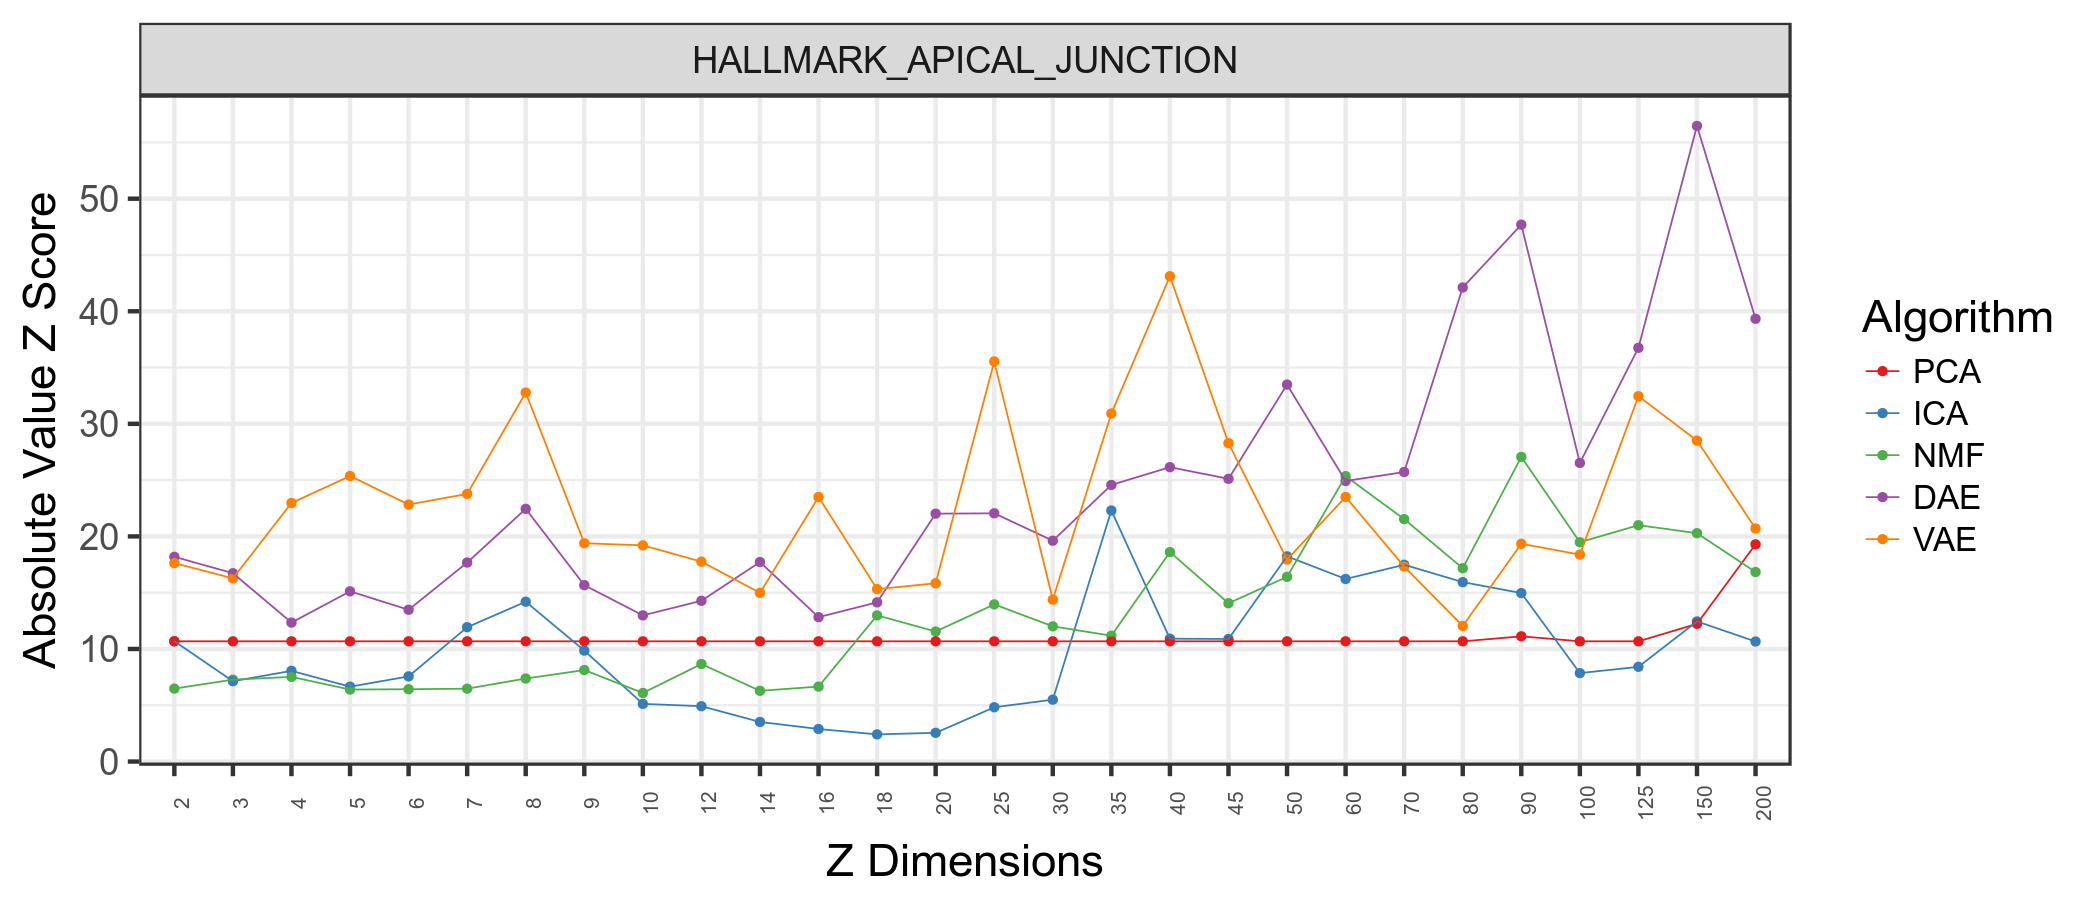 HALLMARK_APICAL_JUNCTION
Absolute Value Z Score
50
40
30
20
10
0
2 3 4 5 6 7 8 9 10 12 14 16 18 20 25 30 35 40 45 50 60 70 80 90 100 125 150 200
Z Dimensions
Algorithm
PCA
ICA
NMF
DAE
VAE